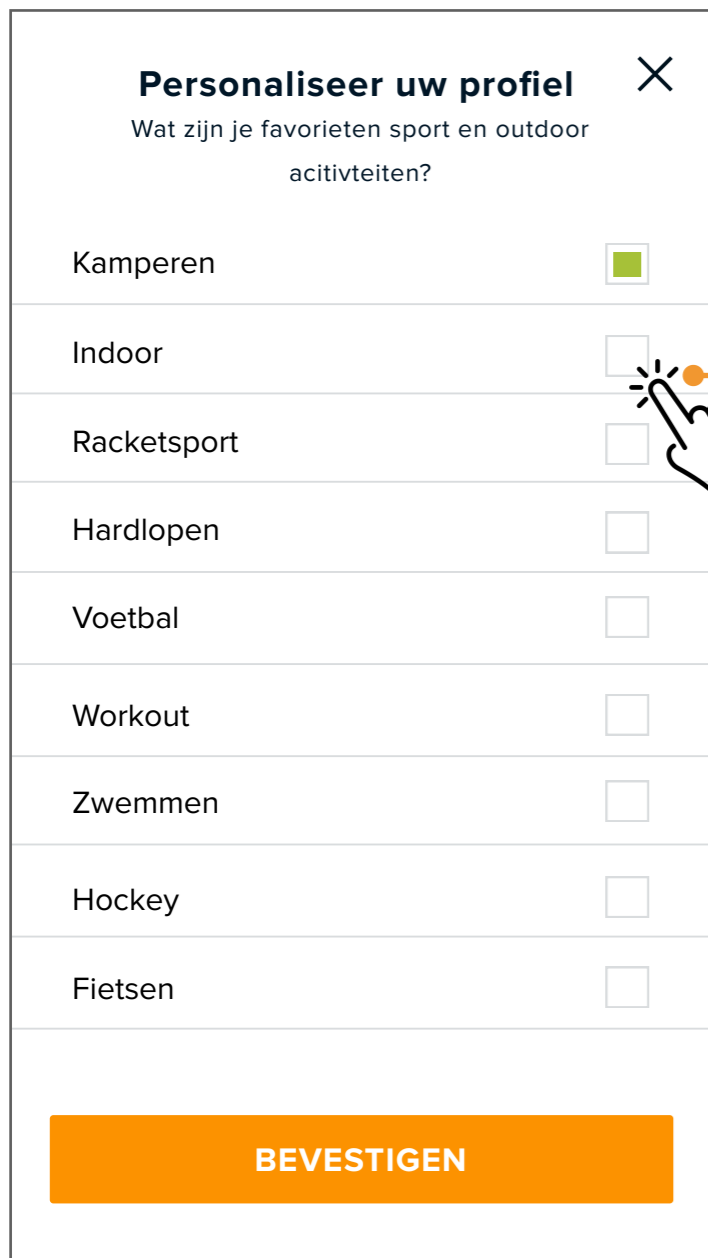 Personaliseer uw profiel
Wat zijn je favorieten sport en outdoor
acitivteiten?
Kamperen
Indoor
Racketsport
Hardlopen
Voetbal
Workout
Zwemmen
Hockey
Fietsen
BEVESTIGEN